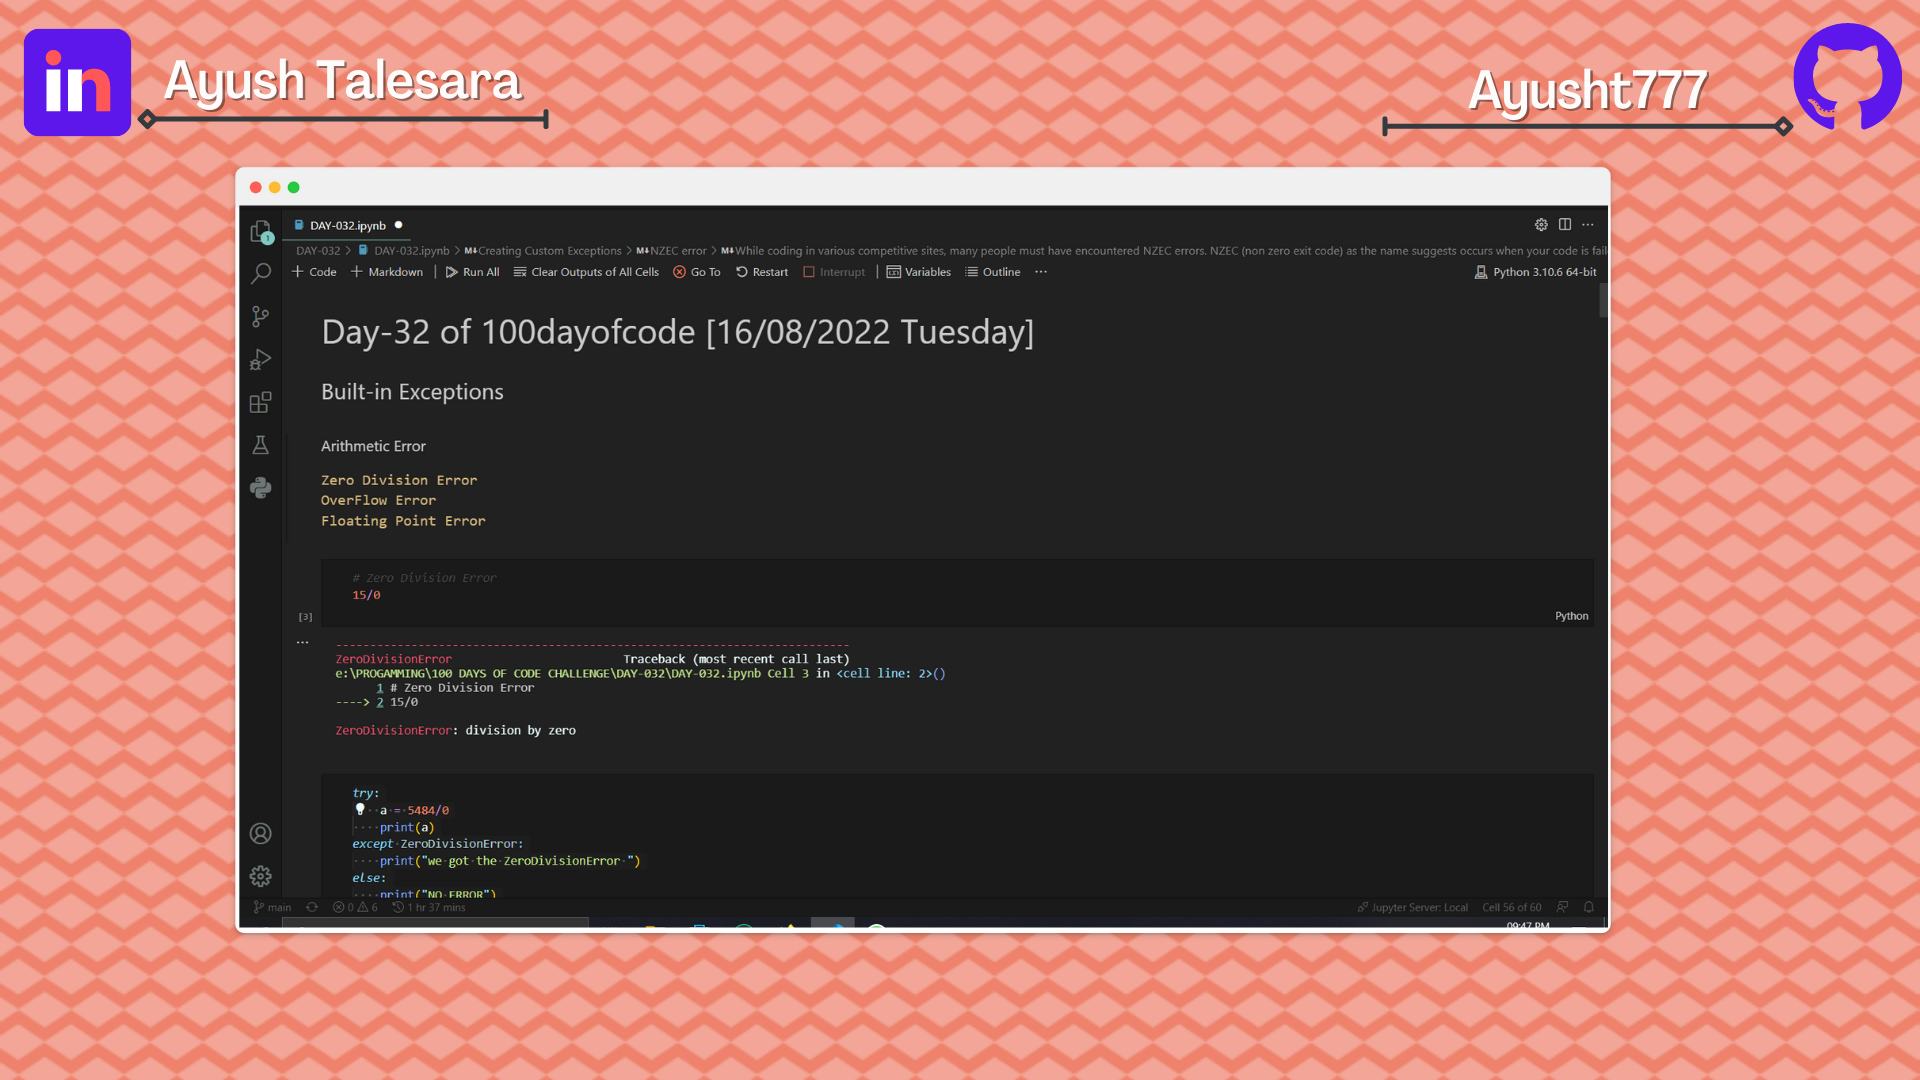 in Ayush Talesara
Ayusht777
DAY-032.ipynb
DAY-032 > DAY-032.ipynb > M↓Creating Custom Exceptions > M↓NZEC error > M↓While coding in various competitive sites, many people must have encountered NZEC errors. NZEC (non zero exit code) as the name suggests occurs when your code is fail
+ Code + Markdown | Run All Clear Outputs of All Cells Go To Restart Interrupt | Variables Outline ...
Python 3.10.6 64-bit
Day-32 of 100dayofcode [16/08/2022 Tuesday]
Built-in Exceptions
Arithmetic Error
Zero Division Error
OverFlow Error
Floating Point Error
# Zero Division Error
15/0
[3]
Python
...
---------------------------------------------------------------------------
ZeroDivisionError Traceback (most recent call last)
e:\PROGAMMING\100 DAYS OF CODE CHALLENGE\DAY-032\DAY-032.ipynb Cell 3 in <cell line: 2>()
1 # Zero Division Error
----> 2 15/0
ZeroDivisionError: division by zero
try:
a = 5484/0
print(a)
except ZeroDivisionError:
print("we got the ZeroDivisionError ")
else:
print("NO ERROR")
main 0 6 1 hr 37 mins
Jupyter Server: Local Cell 56 of 60
09:47 PM
1